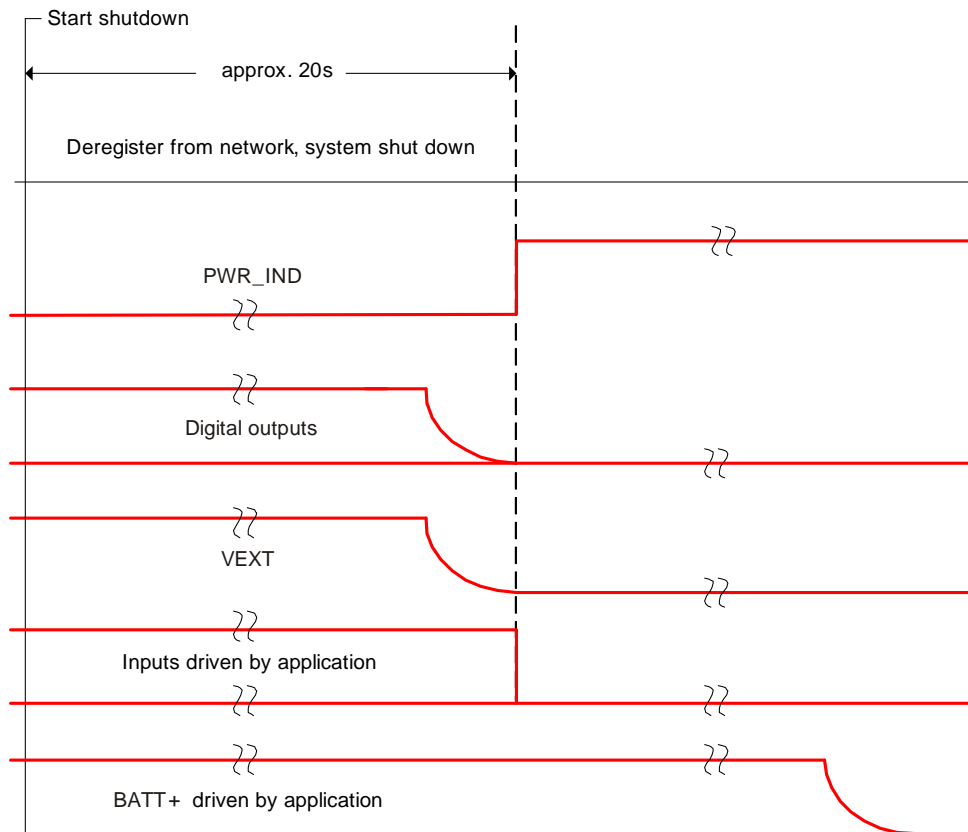 Start shutdown
approx. 20s
Deregister from network, system shut down
PWR_IND
Digital outputs
VEXT
Inputs driven by application
BATT+ driven by application